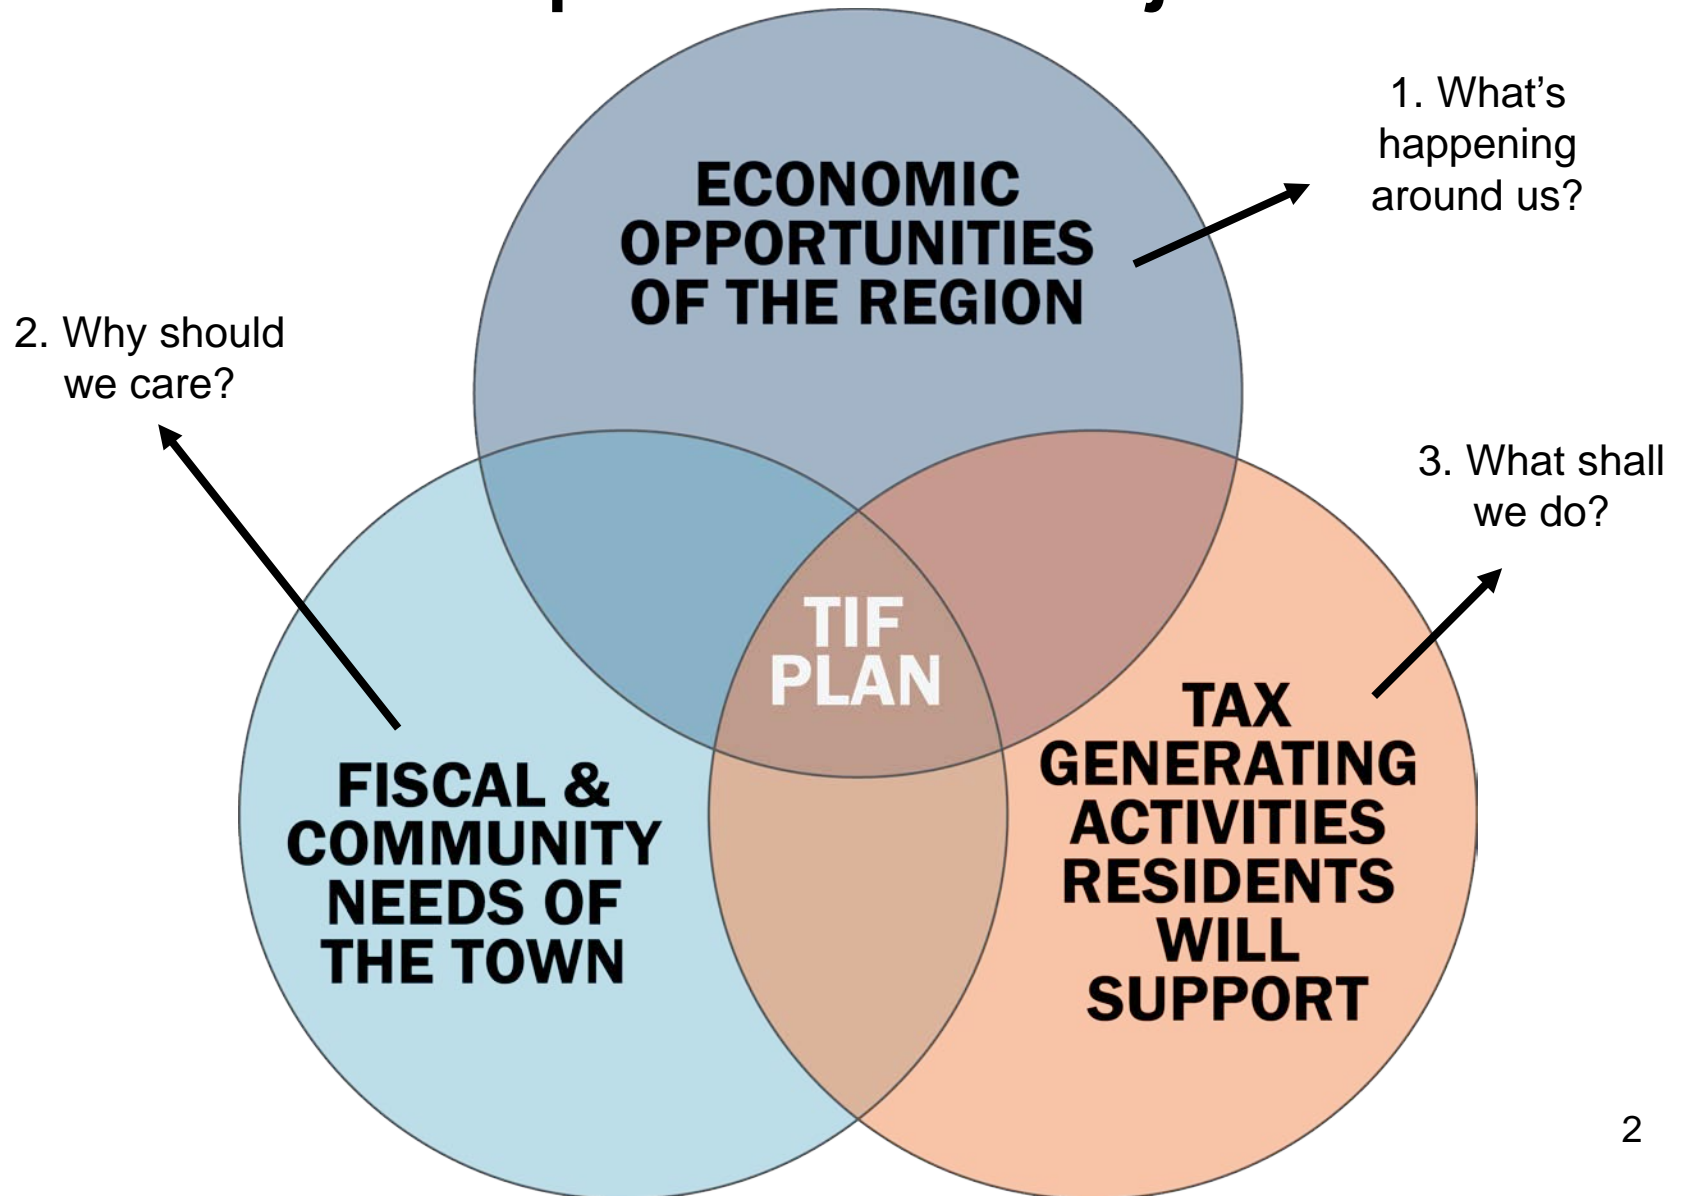 1. What’s
happening
around us?
ECONOMIC
OPPORTUNITIES
OF THE REGION
2. Why should
we care?
3. What shall
we do?
TIF
PLAN
FISCAL &
COMMUNITY
NEEDS OF
THE TOWN
TAX
GENERATING
ACTIVITIES
RESIDENTS
WILL
SUPPORT
2